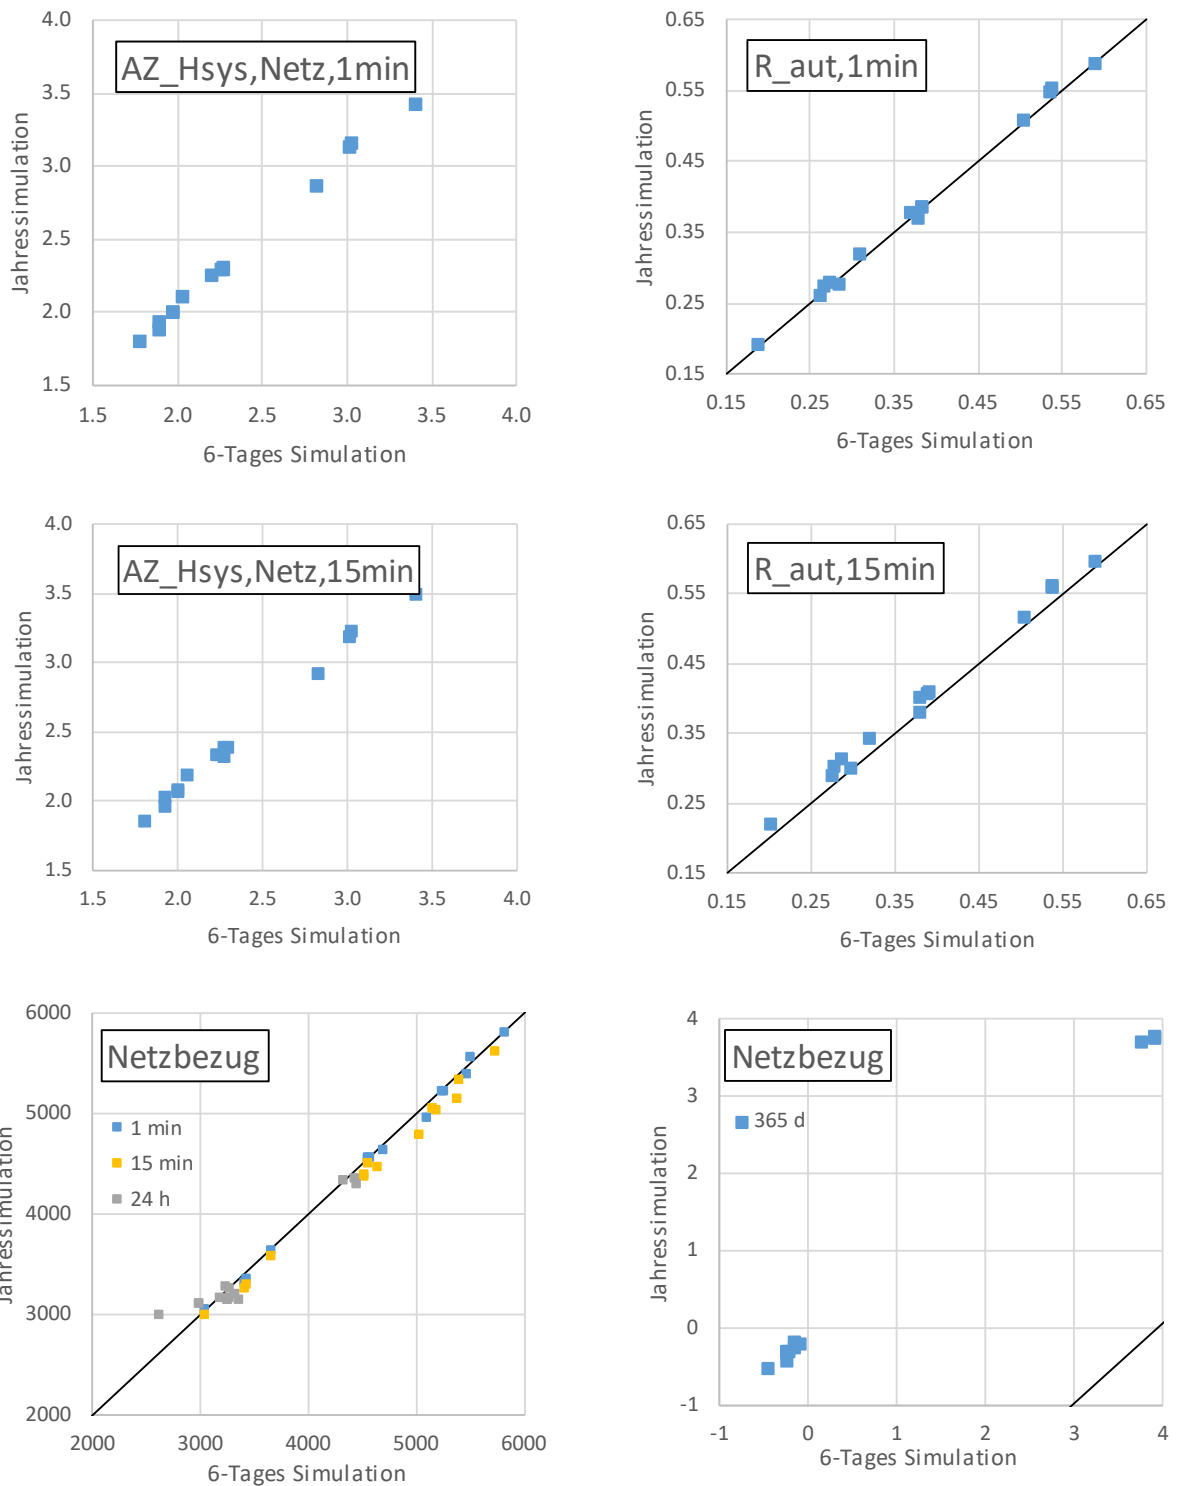 AZ_Hsys,Netz,1min
4.0
3.5
3.0
2.5
2.0
1.5
1.5 2.0 2.5 3.0 3.5 4.0
Jahressimulation
6-Tages Simulation
R_aut,1min
0.65
0.55
0.45
0.35
0.25
0.15
0.15 0.25 0.35 0.45 0.55 0.65
Jahressimulation
6-Tages Simulation
AZ_Hsys,Netz,15min
4.0
3.5
3.0
2.5
2.0
1.5
1.5 2.0 2.5 3.0 3.5 4.0
Jahressimulation
6-Tages Simulation
R_aut,15min
0.65
0.55
0.45
0.35
0.25
0.15
0.15 0.25 0.35 0.45 0.55 0.65
Jahressimulation
6-Tages Simulation
Netzbezug
1 min
15 min
24 h
6000
5000
4000
3000
2000
2000 3000 4000 5000 6000
Jahressimulation
6-Tages Simulation
Netzbezug
365 d
4
3
2
1
0
-1
-1 0 1 2 3 4
Jahressimulation
6-Tages Simulation